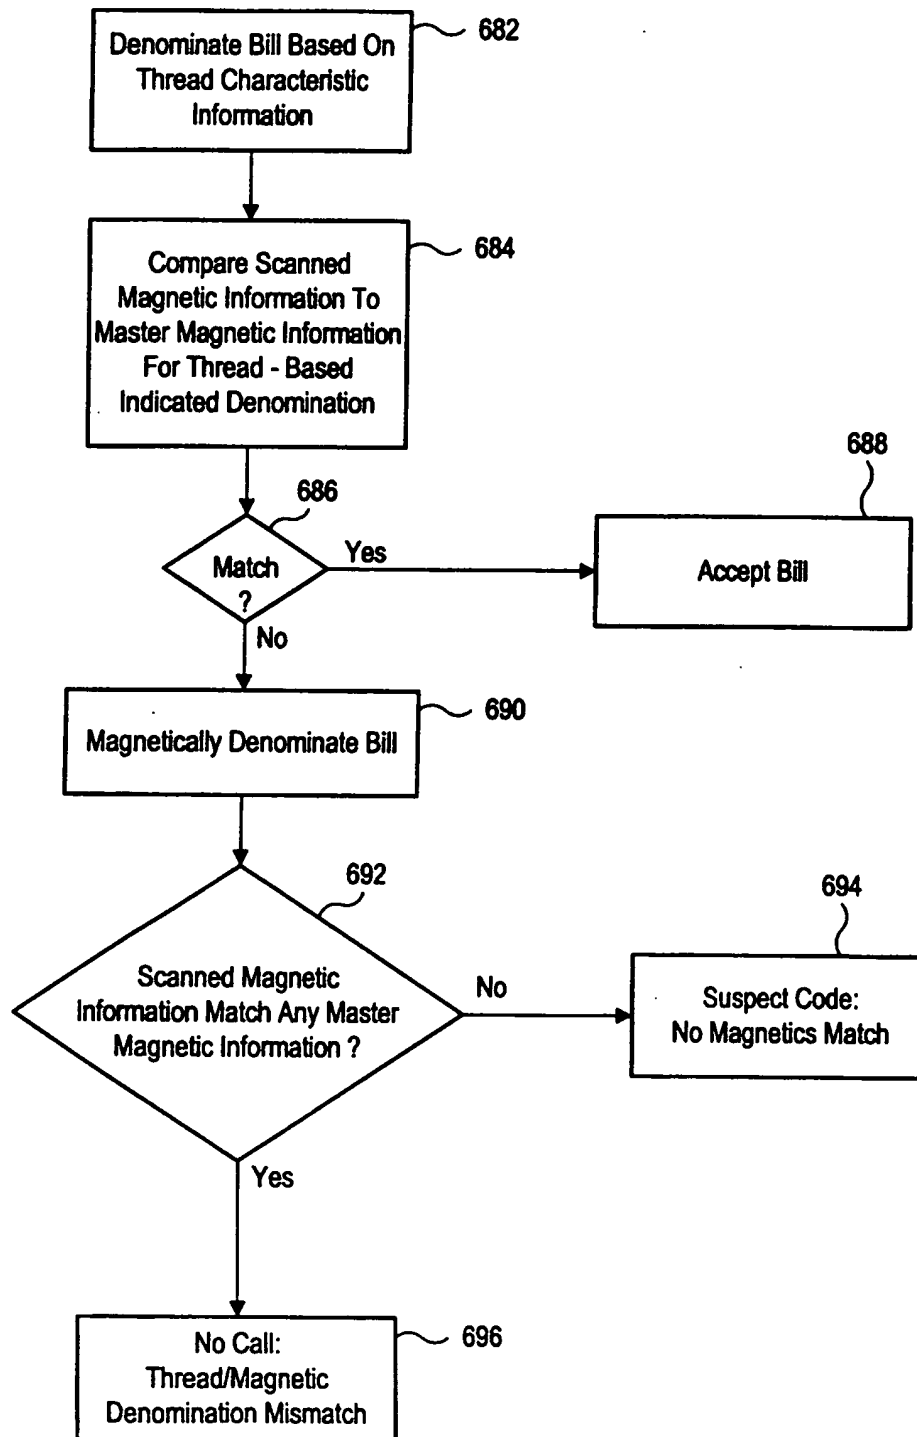 682
Denominate Bill Based On
Thread Characteristic
Information
684
Compare Scanned
Magnetic Information To
Master Magnetic Information
For Thread - Based
Indicated Denomination
686
688
Match
?
Yes
Accept Bill
No
690
Magnetically Denominate Bill
692
694
Scanned Magnetic
Information Match Any Master
Magnetic Information ?
No
Suspect Code:
No Magnetics Match
Yes
696
No Call:
Thread/Magnetic
Denomination Mismatch